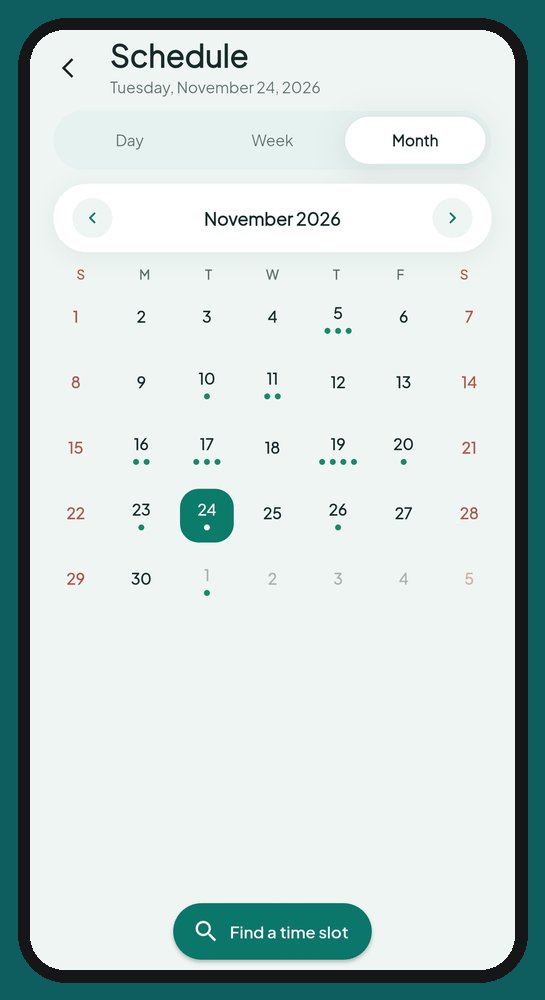 Schedule
Tuesday, November 24, 2026
Day Week Month
November 2026
S M T W T F S
1 2 3 4 5 6 7
8 9 10 11 12 13 14
15 16 17 18 19 20 21
22 23 24 25 26 27 28
29 30 1 2 3 4 5
Find a time slot